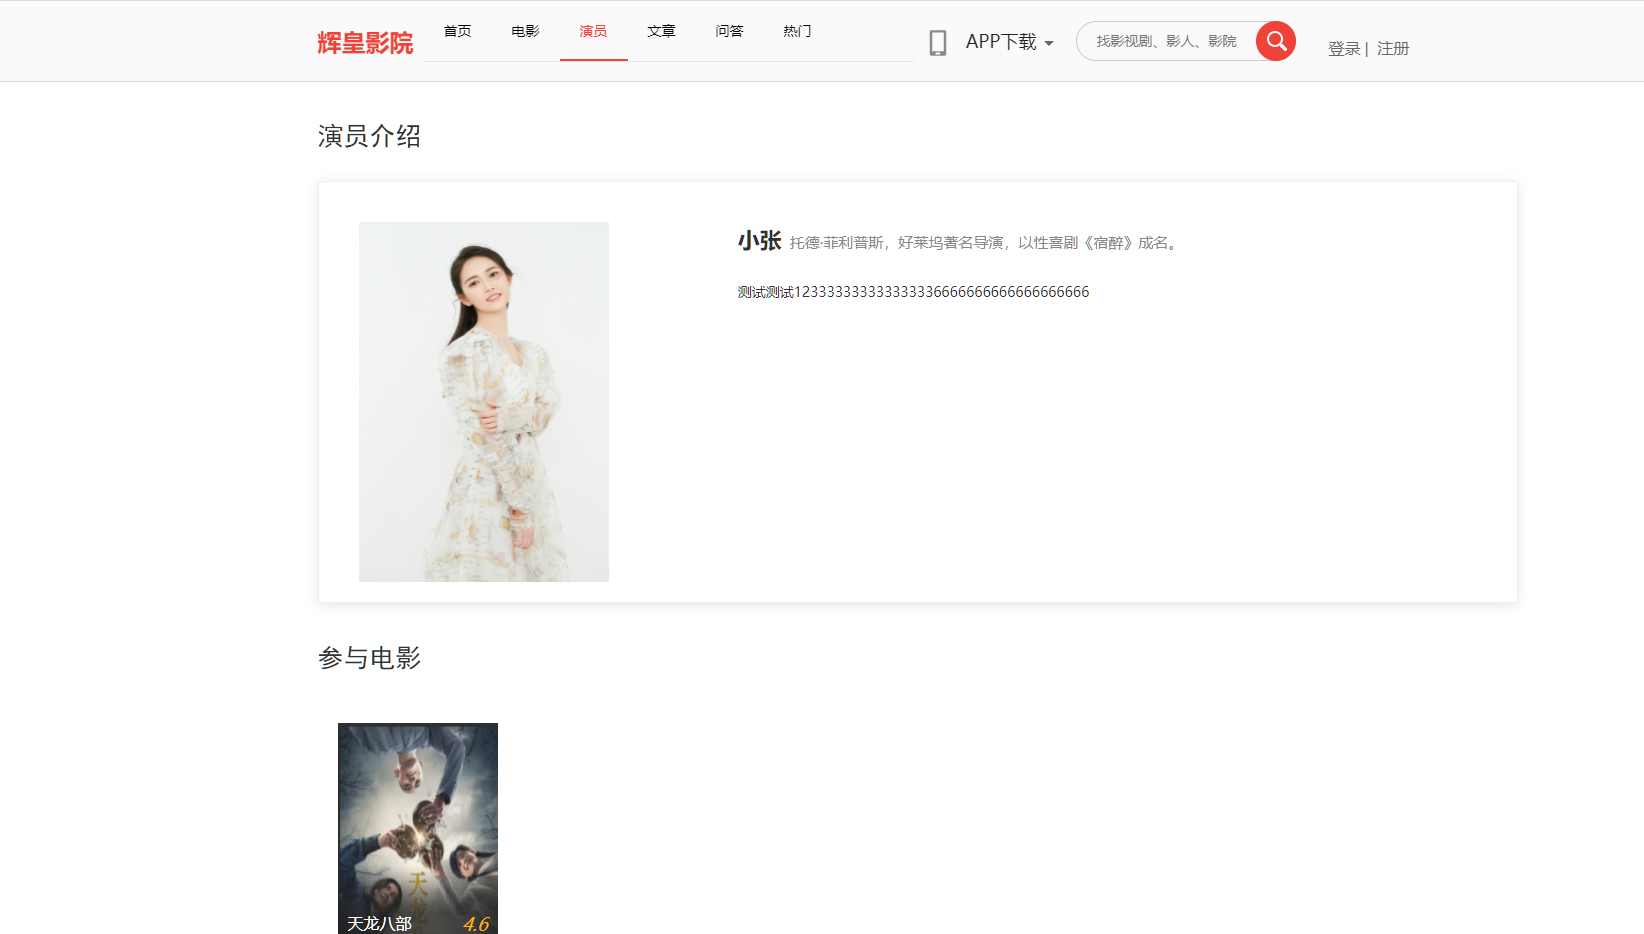 辉皇影院
首页 电影 演员 文章 问答 热门
APP下载
找影视剧、影人、影院
登录 | 注册
演员介绍
小张 托德·菲利普斯，好莱坞著名导演，以性喜剧《宿醉》成名。
测试测试123333333333333336666666666666666666
参与电影
天龙
天龙八部 4.6